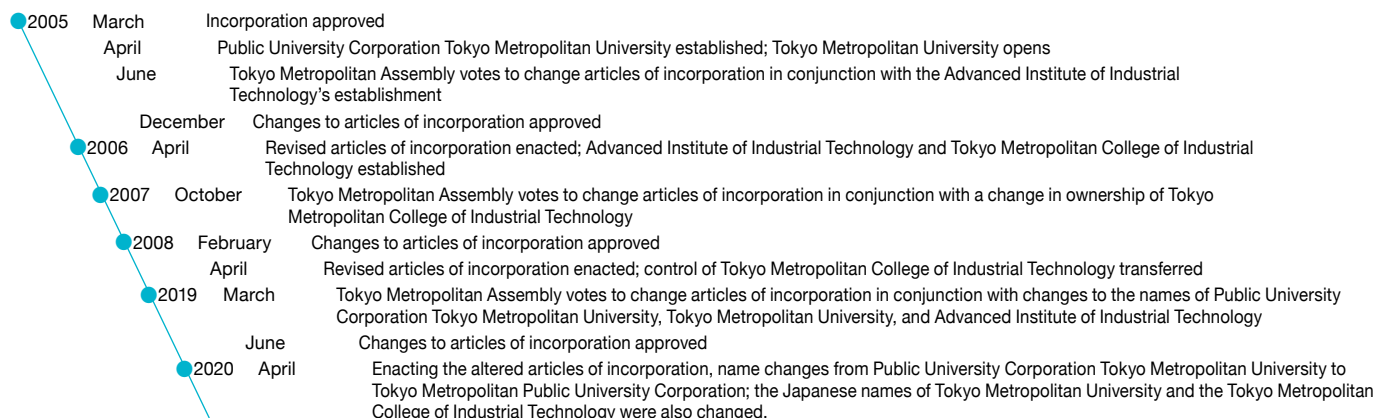 2005 March Incorporation approved
April Public University Corporation Tokyo Metropolitan University established; Tokyo Metropolitan University opens
June Tokyo Metropolitan Assembly votes to change articles of incorporation in conjunction with the Advanced Institute of Industrial
Technology's establishment
December Changes to articles of incorporation approved
2006 April Revised articles of incorporation enacted; Advanced Institute of Industrial Technology and Tokyo Metropolitan College of Industrial
Technology established
2007 October Tokyo Metropolitan Assembly votes to change articles of incorporation in conjunction with a change in ownership of Tokyo
Metropolitan College of Industrial Technology
2008 February Changes to articles of incorporation approved
April Revised articles of incorporation enacted; control of Tokyo Metropolitan College of Industrial Technology transferred
2019 March Tokyo Metropolitan Assembly votes to change articles of incorporation in conjunction with changes to the names of Public University
Corporation Tokyo Metropolitan University, Tokyo Metropolitan University, and Advanced Institute of Industrial Technology
June Changes to articles of incorporation approved
2020 April Enacting the altered articles of incorporation, name changes from Public University Corporation Tokyo Metropolitan University to
Tokyo Metropolitan Public University Corporation; the Japanese names of Tokyo Metropolitan University and the Tokyo Metropolitan
College of Industrial Technology were also changed.